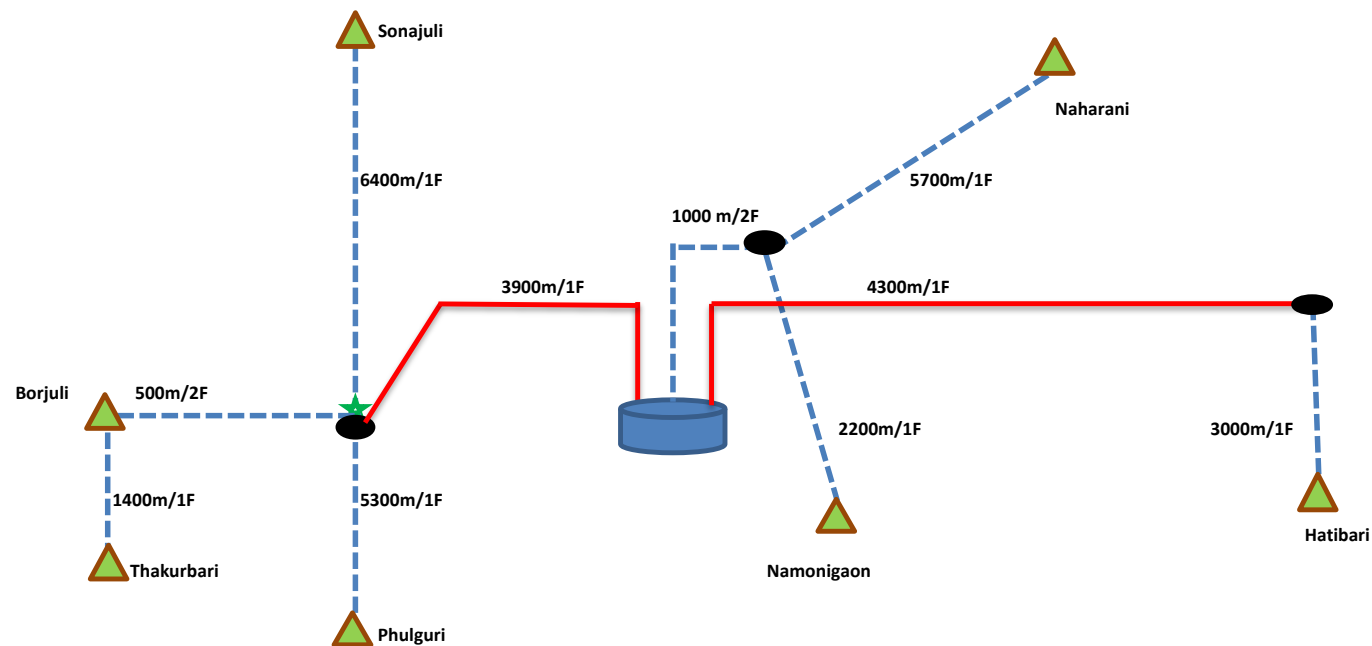 Sonajuli
Naharani
6400m/1F
5700m/1F
1000 m/2F
3900m/1F
4300m/1F
Borjuli
500m/2F
2200m/1F
3000m/1F
1400m/1F
5300m/1F
Hatibari
Thakurbari
Namonigaon
Phulguri